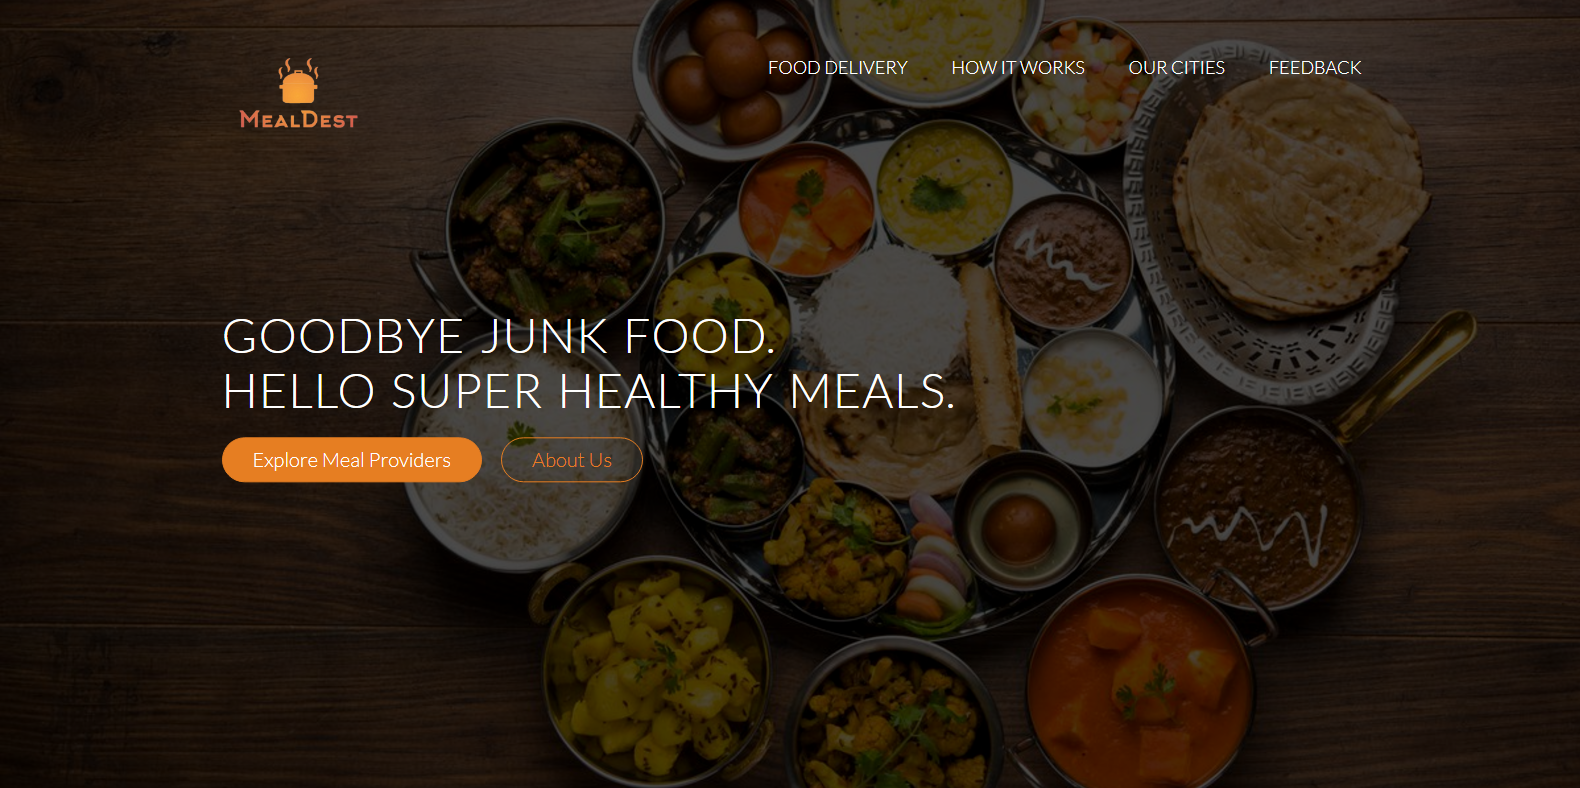 MEALDEST
FOOD DELIVERY HOW IT WORKS OUR CITIES FEEDBACK
GOODBYE JUNK FOOD.
HELLO SUPER HEALTHY MEALS.
Explore Meal Providers About Us